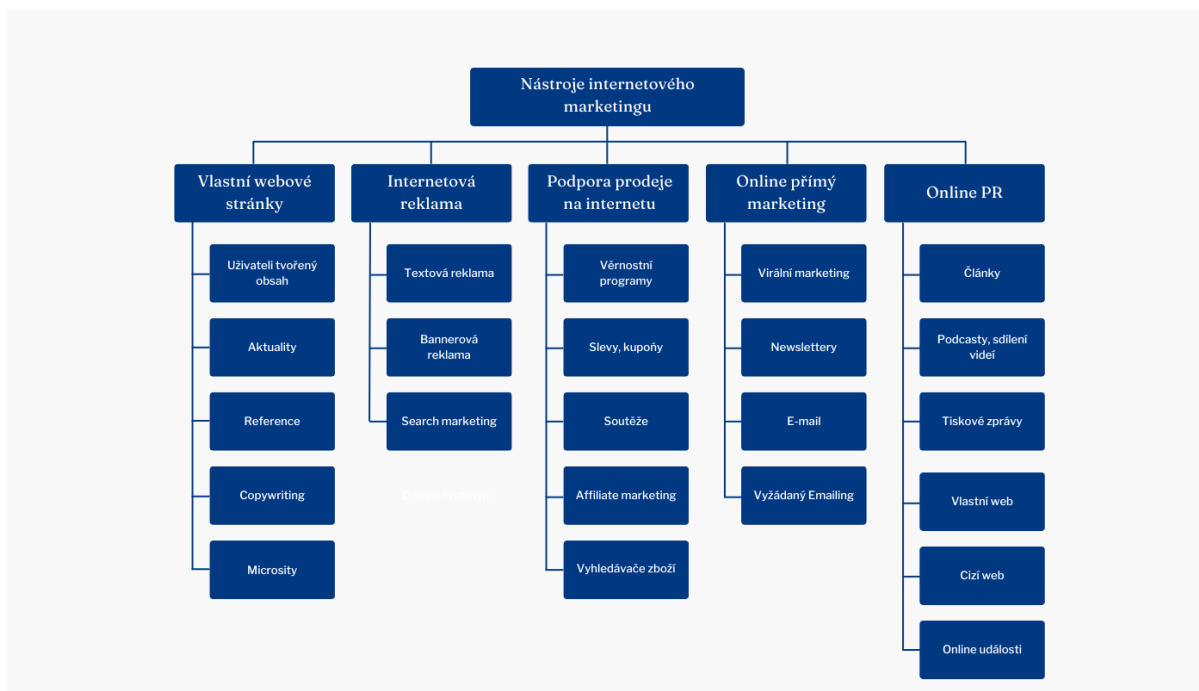 Nástroje internetového
marketingu
Vlastní webové
stránky
Internetová
reklama
Podpora prodeje
na internetu
Online přímý
marketing
Online PR
Uživateli tvořený
obsah
Aktuality
Reference
Copywriting
Microsity
Textová reklama
Bannerová
reklama
Search marketing
Věrnostní
programy
Slevy, kupoňy
Soutěže
Affiliate marketing
Vyhledávače zboží
Virální marketing
Newslettery
E-mail
Vyžádaný Emailing
Články
Podcasty, sdílení
videí
Tiskové zprávy
Vlastní web
Cizí web
Online události